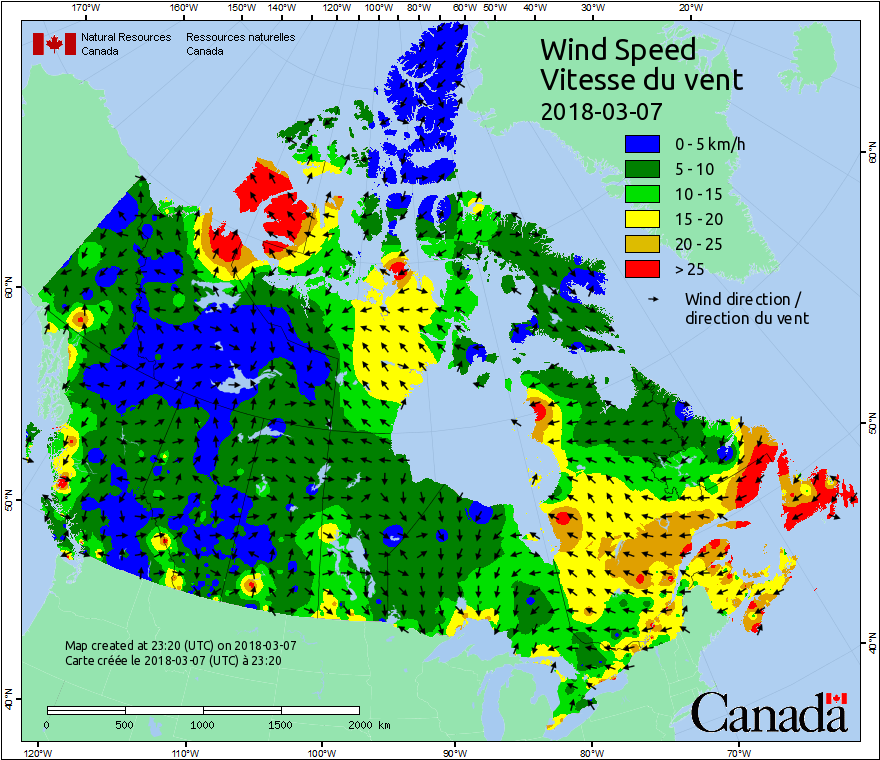 170°W 160°W 150°W 140°W 130°W 120°W 110°W 100°W 80°W 60°W 50°W 40°W 30°W 20°W
Natural Resources Ressources naturelles
Canada Canada
Wind Speed
Vitesse du vent
2018-03-07
0 - 5 km/h
5 - 10
10 - 15
15 - 20
20 - 25
> 25
Wind direction /
direction du vent
60°N
60°N
50°N
50°N
40°N
40°N
Map created at 23:20 (UTC) on 2018-03-07
Carte créée le 2018-03-07 (UTC) à 23:20
0 500 1000 1500 2000 km
Canada
120°W 110°W 100°W 90°W 80°W 70°W